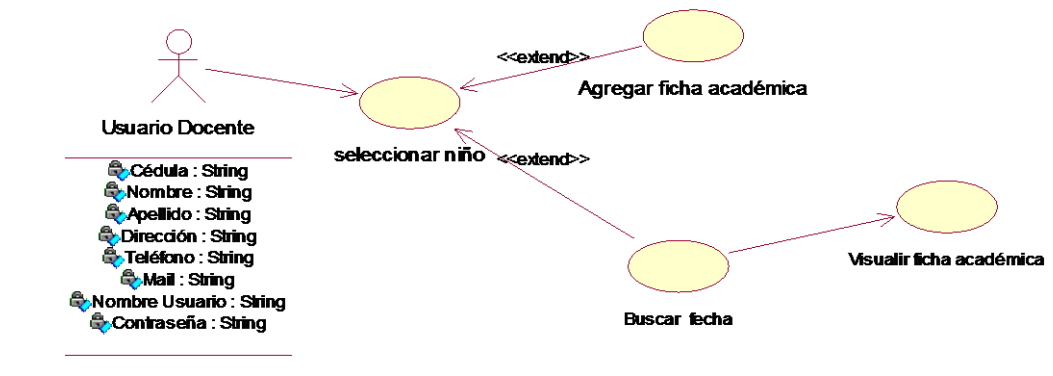 <<extend>>
Agregar ficha académica
Usuario Docente
seleccionar niño
<<extend>>
Cédula : String
Nombre : String
Apellido : String
Dirección : String
Teléfono : String
Mail : String
Nombre Usuario : String
Contraseña : String
Visualir ficha académica
Buscar fecha